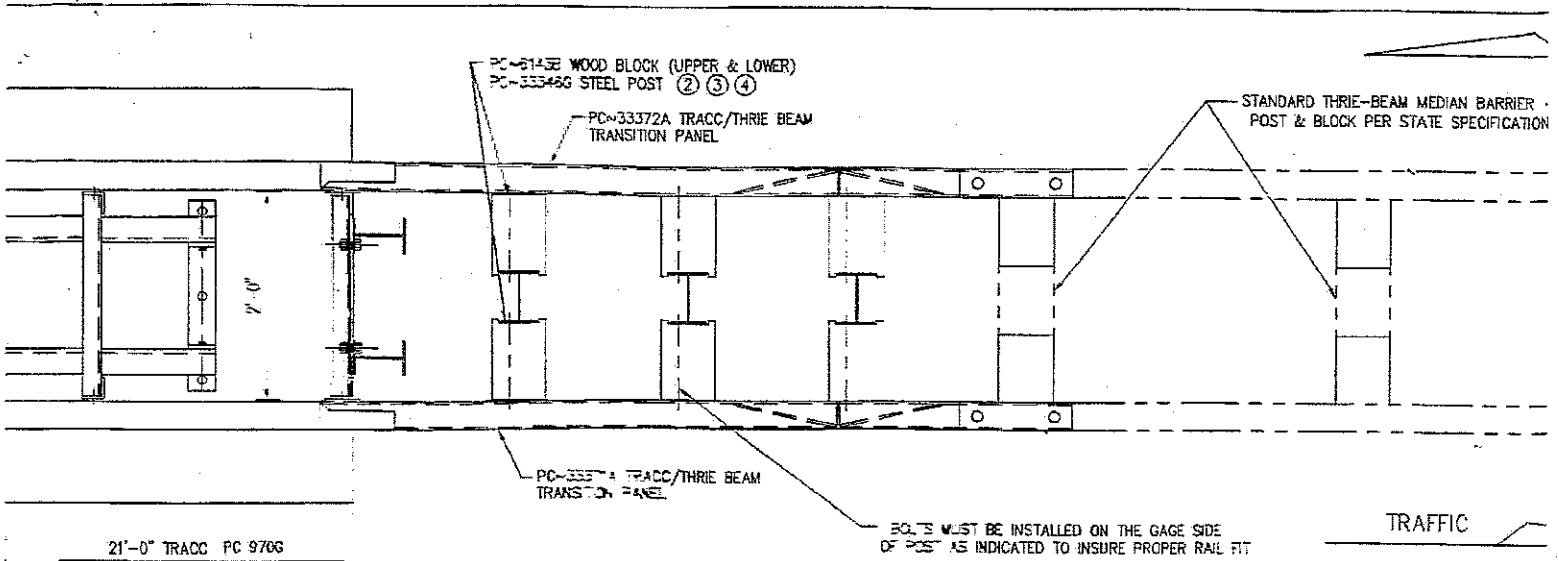 PC~6143B WOOD BLOCK (UPPER & LOWER)
PC~33346G STEEL POST ② ③ ④
PC~33372A TRACC/THRIE BEAM
TRANSITION PANEL
STANDARD THRIE-BEAM MEDIAN BARRIER
POST & BLOCK PER STATE SPECIFICATION
2'-0"
TRACC/THRIE BEAM
TRANSITION PANEL
BOLTS MUST BE INSTALLED ON THE GAGE SIDE
OF POST AS INDICATED TO INSURE PROPER RAIL FIT
TRAFFIC
21'-0" TRACC PC 970G